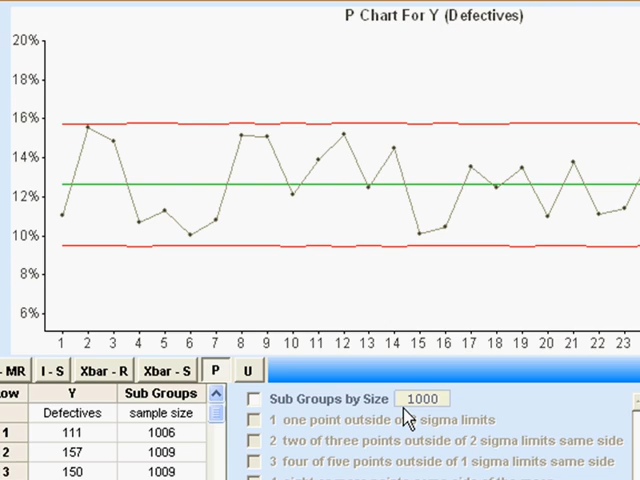 P Chart For Y (Defectives)
20%
18%
16%
14%
12%
10%
8%
6%
1 2 3 4 5 6 7 8 9 10 11 12 13 14 15 16 17 18 19 20 21 22 23
- MR I - S Xbar - R Xbar - S P U
ow Y Sub Groups
Defectives sample size
1 111 1006
2 157 1009
3 150 1009
Sub Groups by Size 1000
1 one point outside of sigma limits
2 two of three points outside of 2 sigma limits same side
3 four of five points outside of 1 sigma limits same side